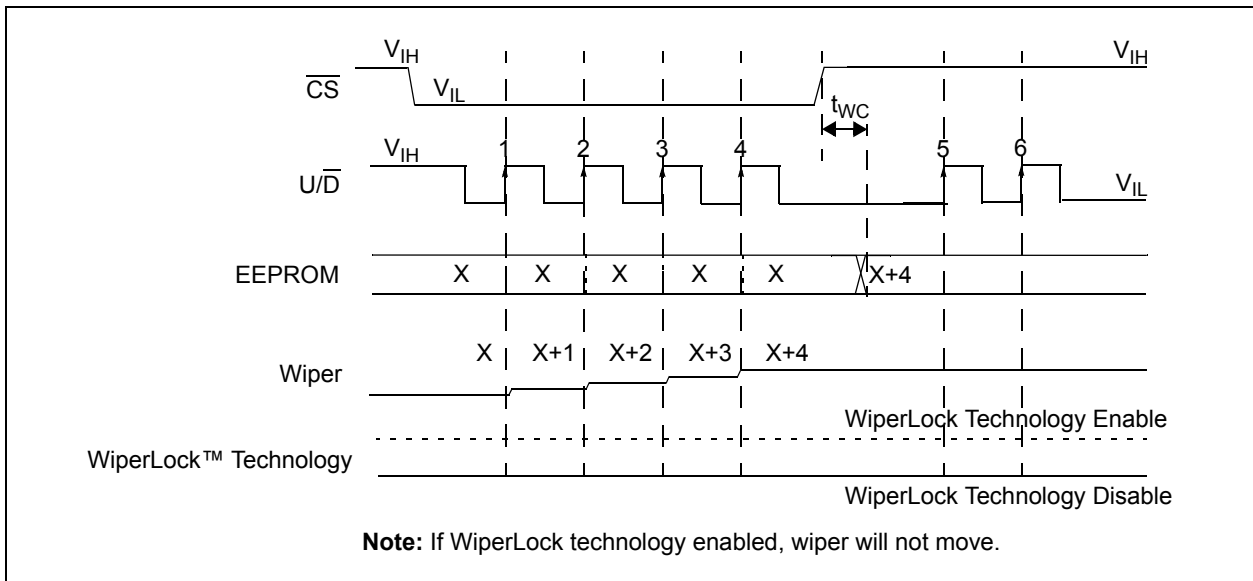 V_IH V_IH
CS V_IL
t_WC
V_IH 1 2 3 4 5 6
U/D V_IL
EEPROM X X X X X X+4
X X+1 X+2 X+3 X+4
Wiper
WiperLock Technology Enable
WiperLock™ Technology
WiperLock Technology Disable
Note: If WiperLock technology enabled, wiper will not move.